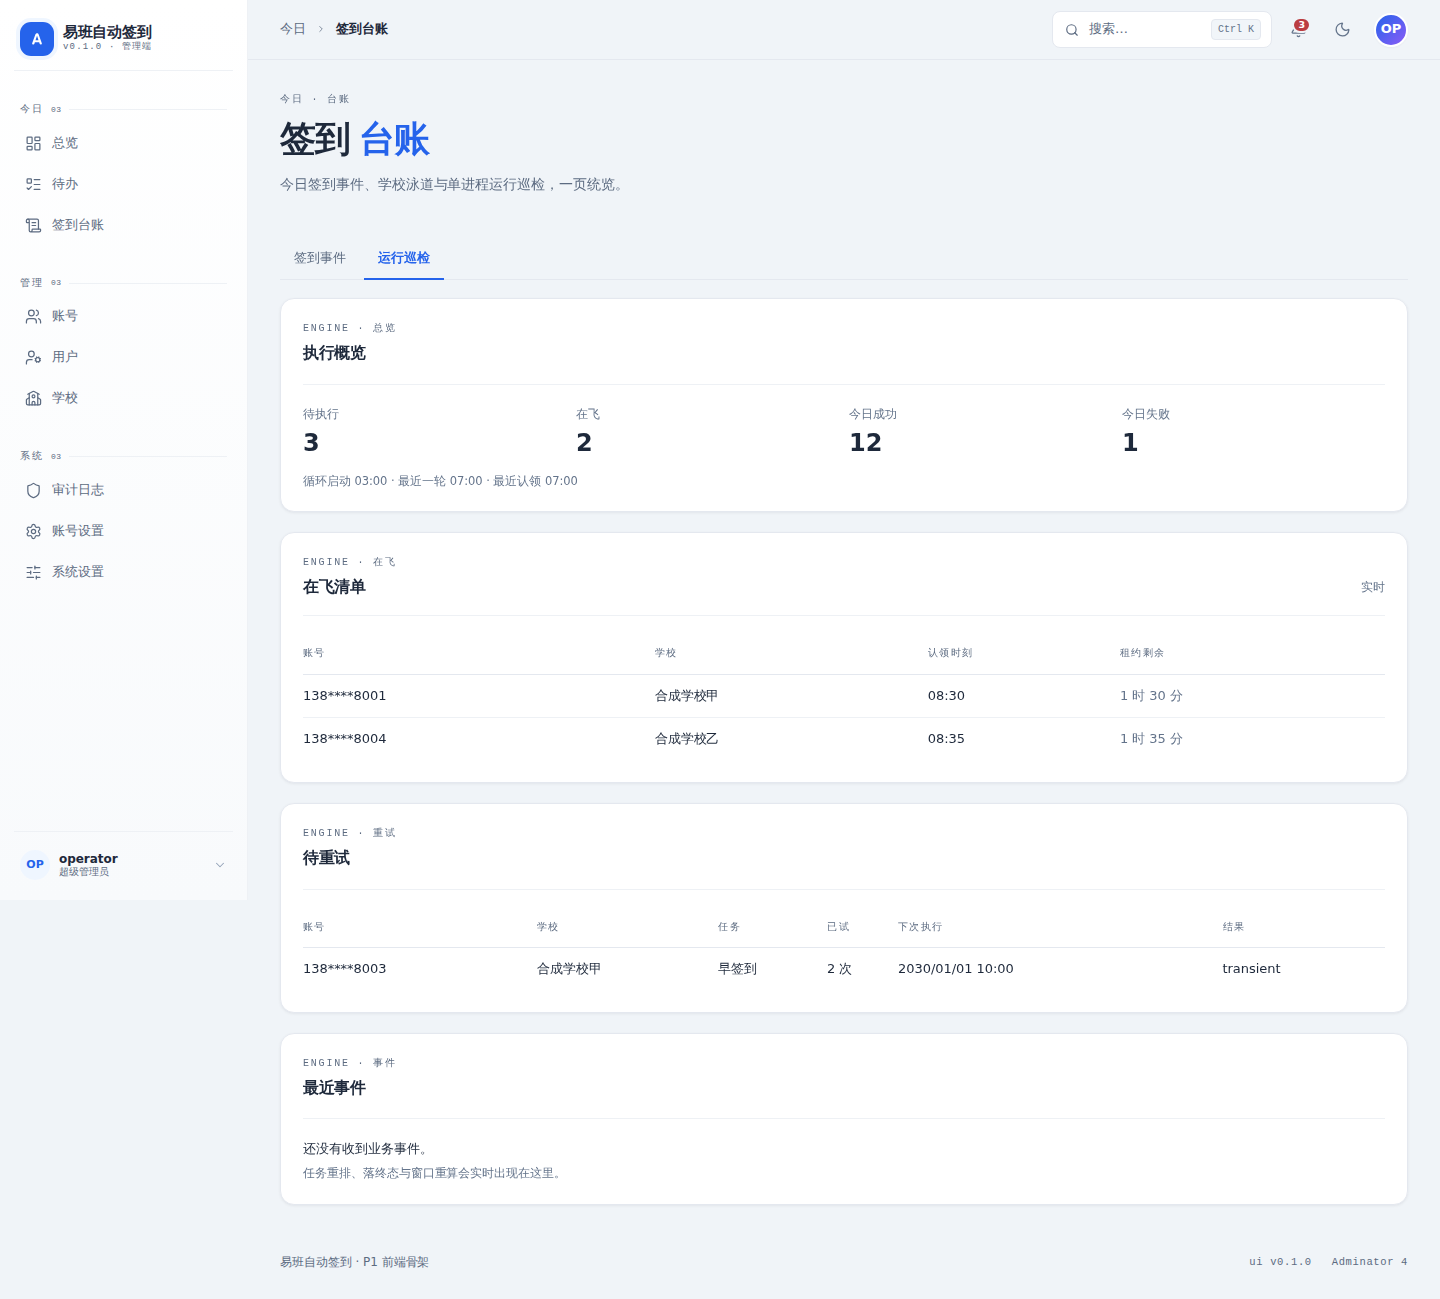 易班自动签到
v0.1.0 · 管理端
今日 03
总览
待办
签到台账
管理 03
账号
用户
学校
系统 03
审计日志
账号设置
系统设置
OP
operator
超级管理员
今日 › 签到台账
搜索... Ctrl K
3
OP
今日 · 台账
签到 台账
今日签到事件、学校泳道与单进程运行巡检，一页统览。
签到事件 运行巡检
ENGINE · 总览
执行概览
待执行 在飞 今日成功 今日失败
3 2 12 1
循环启动 03:00 · 最近一轮 07:00 · 最近认领 07:00
ENGINE · 在飞
在飞清单 实时
账号 学校 认领时刻 租约剩余
138****8001 合成学校甲 08:30 1 时 30 分
138****8004 合成学校乙 08:35 1 时 35 分
ENGINE · 重试
待重试
账号 学校 任务 已试 下次执行 结果
138****8003 合成学校甲 早签到 2 次 2030/01/01 10:00 transient
ENGINE · 事件
最近事件
还没有收到业务事件。
任务重排、落终态与窗口重算会实时出现在这里。
易班自动签到 · P1 前端骨架 ui v0.1.0 Adminator 4